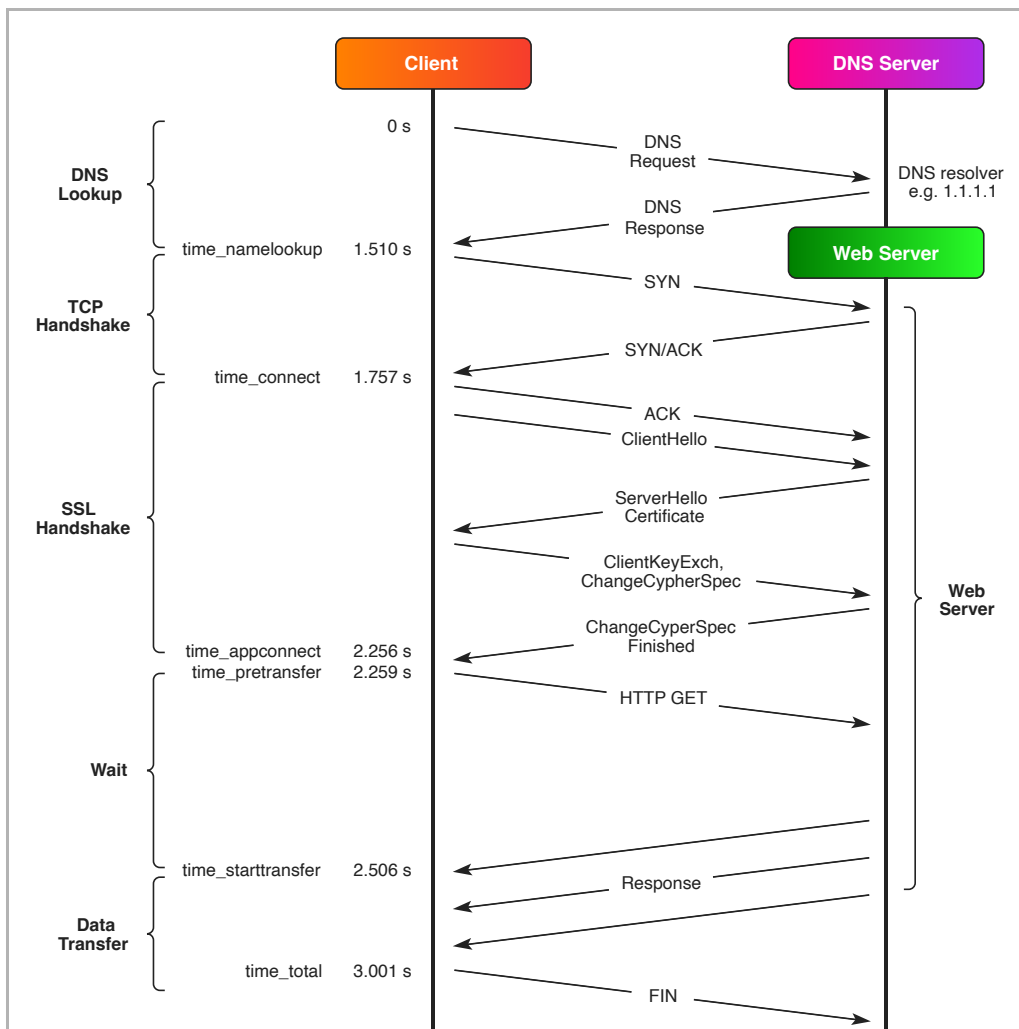 Client
DNS Server
0 s
DNS
Request
DNS
Lookup
DNS resolver
e.g. 1.1.1.1
DNS
Response
time_namelookup 1.510 s
Web Server
SYN
TCP
Handshake
SYN/ACK
time_connect 1.757 s
ACK
ClientHello
ServerHello
Certificate
SSL
Handshake
ClientKeyExch,
ChangeCypherSpec
Web
Server
ChangeCyperSpec
Finished
time_appconnect 2.256 s
time_pretransfer 2.259 s
HTTP GET
Wait
time_starttransfer 2.506 s
Response
Data
Transfer
time_total 3.001 s
FIN